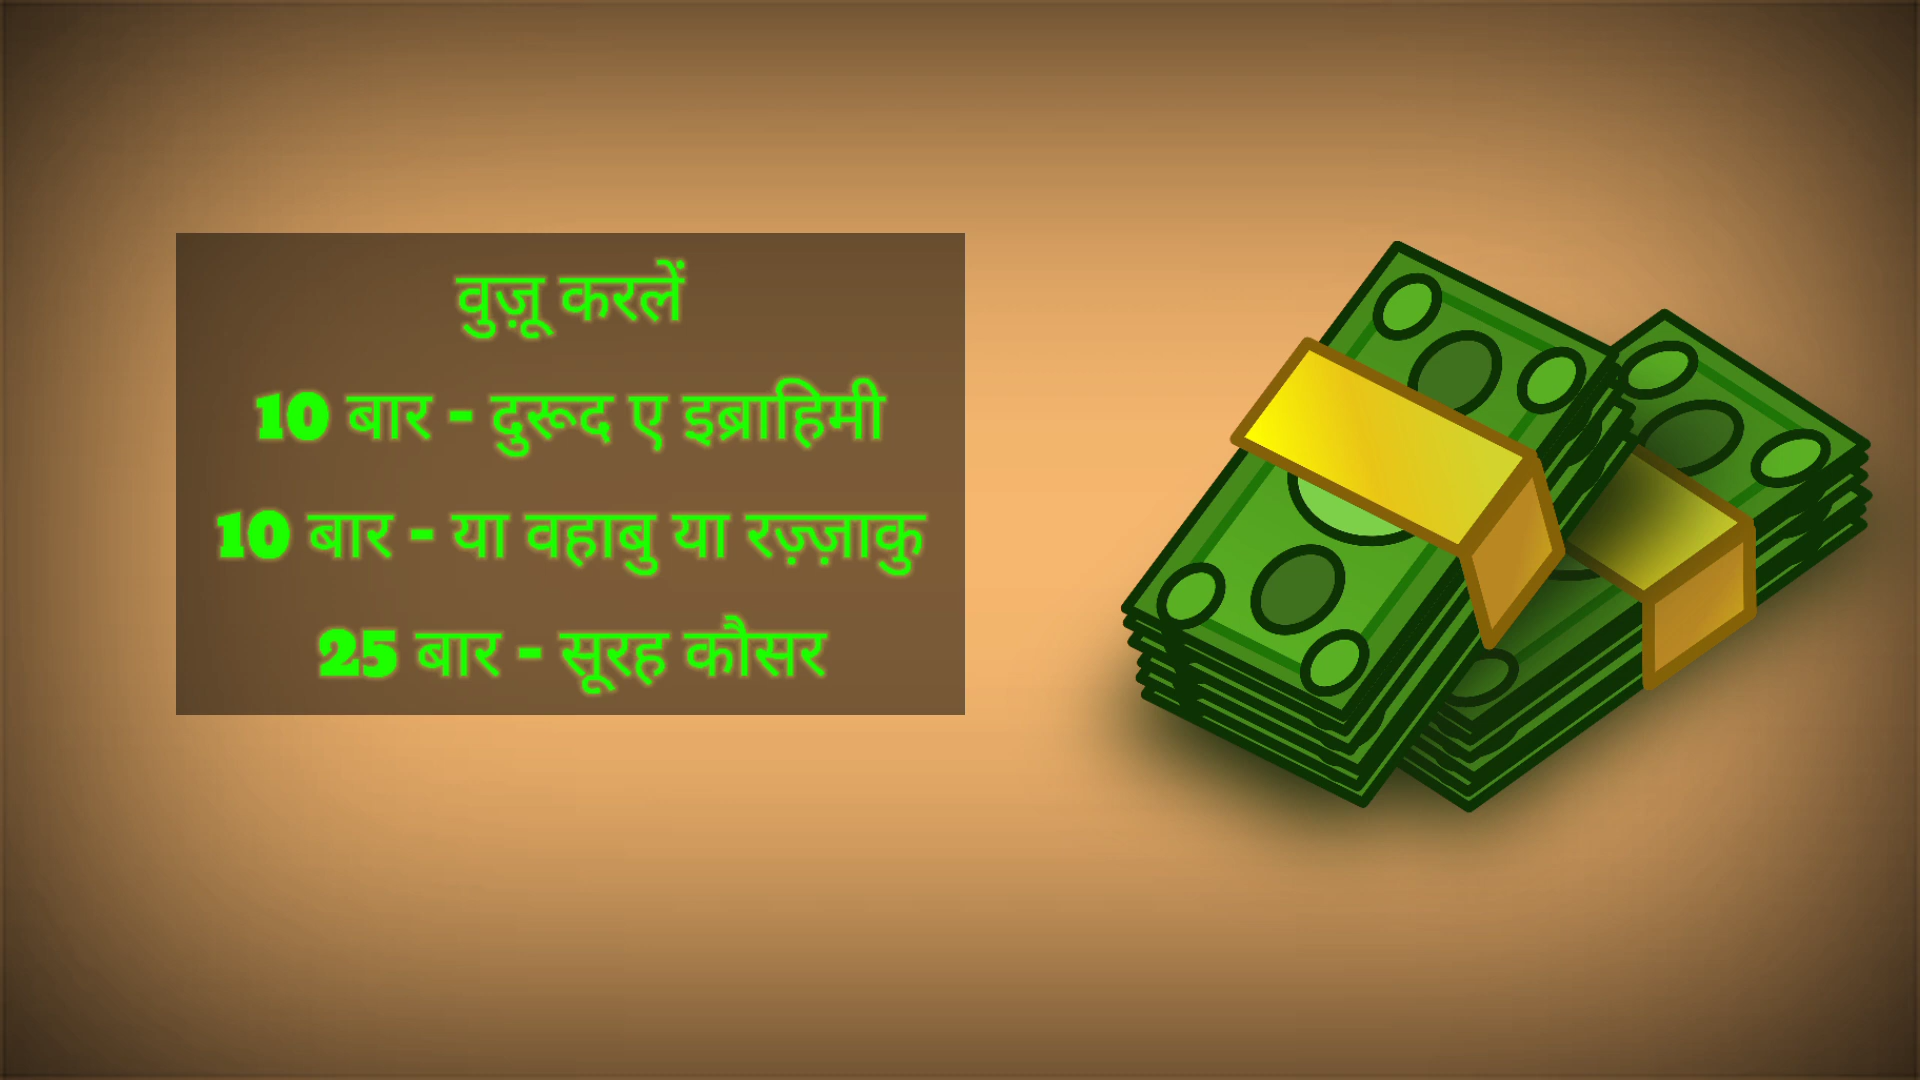 वुज़ू करलें
10 बार - दुरूद ए इब्राहिमी
10 बार - या वहाबु या रज़्ज़ाकु
25 बार - सूरह कौसर